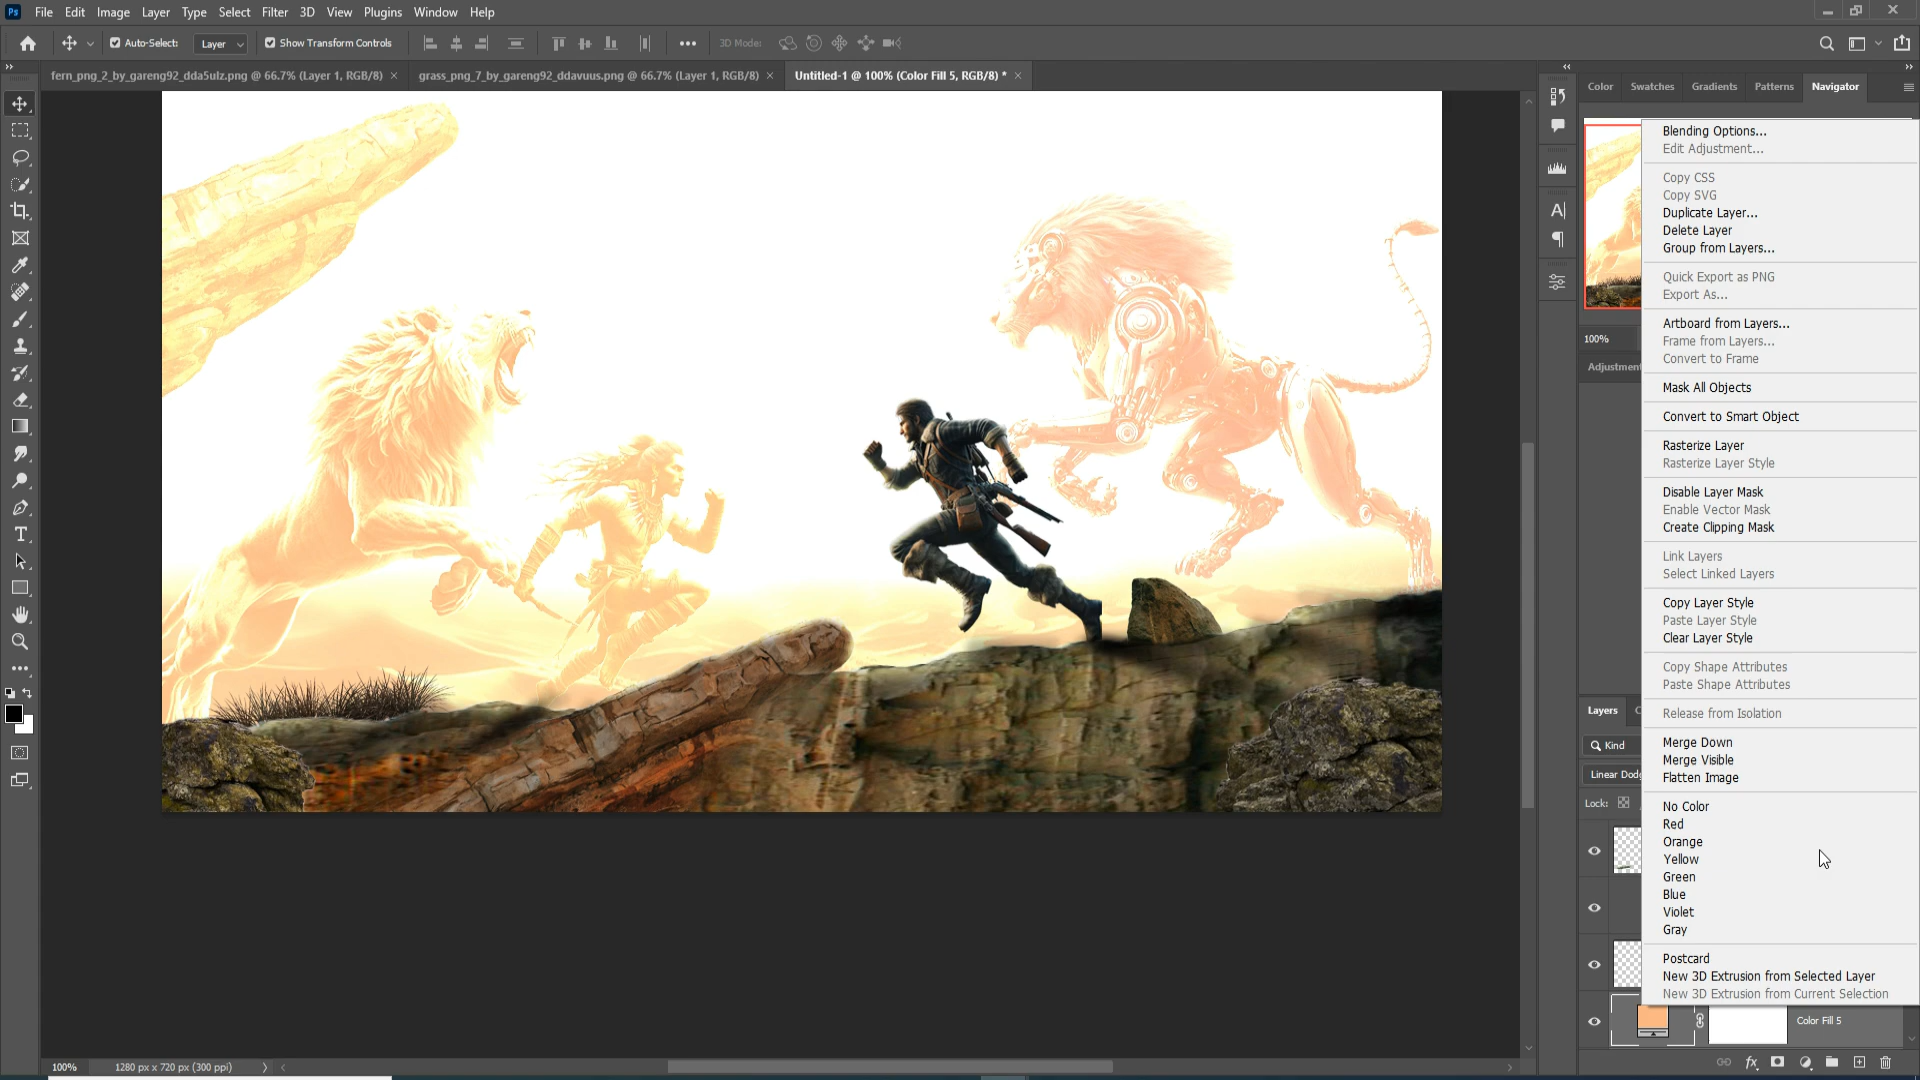 Ps File Edit Image Layer Type Select Filter 3D View Plugins Window Help
Auto-Select: Layer Show Transform Controls 3D Mode:
fern_png_2_by_gareng92_dda5ulz.png @ 66.7% (Layer 1, RGB/8) × grass_png_7_by_gareng92_ddavuus.png @ 66.7% (Layer 1, RGB/8) × Untitled-1 @ 100% (Color Fill 5, RGB/8) * ×
Color Swatches Gradients Patterns Navigator
100%
Adjustment
Blending Options...
Edit Adjustment...
Copy CSS
Copy SVG
Duplicate Layer...
Delete Layer
Group from Layers...
Quick Export as PNG
Export As...
Artboard from Layers...
Frame from Layers...
Convert to Frame
Mask All Objects
Convert to Smart Object
Rasterize Layer
Rasterize Layer Style
Disable Layer Mask
Enable Vector Mask
Create Clipping Mask
Link Layers
Select Linked Layers
Copy Layer Style
Paste Layer Style
Clear Layer Style
Copy Shape Attributes
Paste Shape Attributes
Release from Isolation
Merge Down
Merge Visible
Flatten Image
No Color
Red
Orange
Yellow
Green
Blue
Violet
Gray
Postcard
New 3D Extrusion from Selected Layer
New 3D Extrusion from Current Selection
Layers
Kind
Linear Dodg
Lock:
Color Fill 5
100% 1280 px x 720 px (300 ppi)